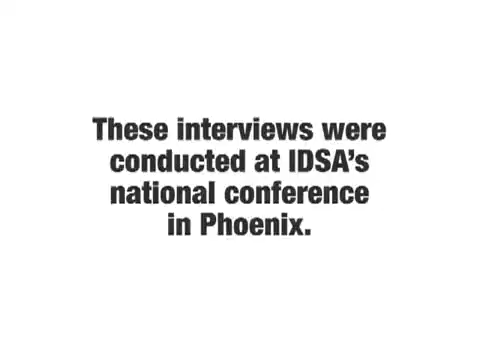 These interviews were
conducted at IDSA’s
national conference
in Phoenix.